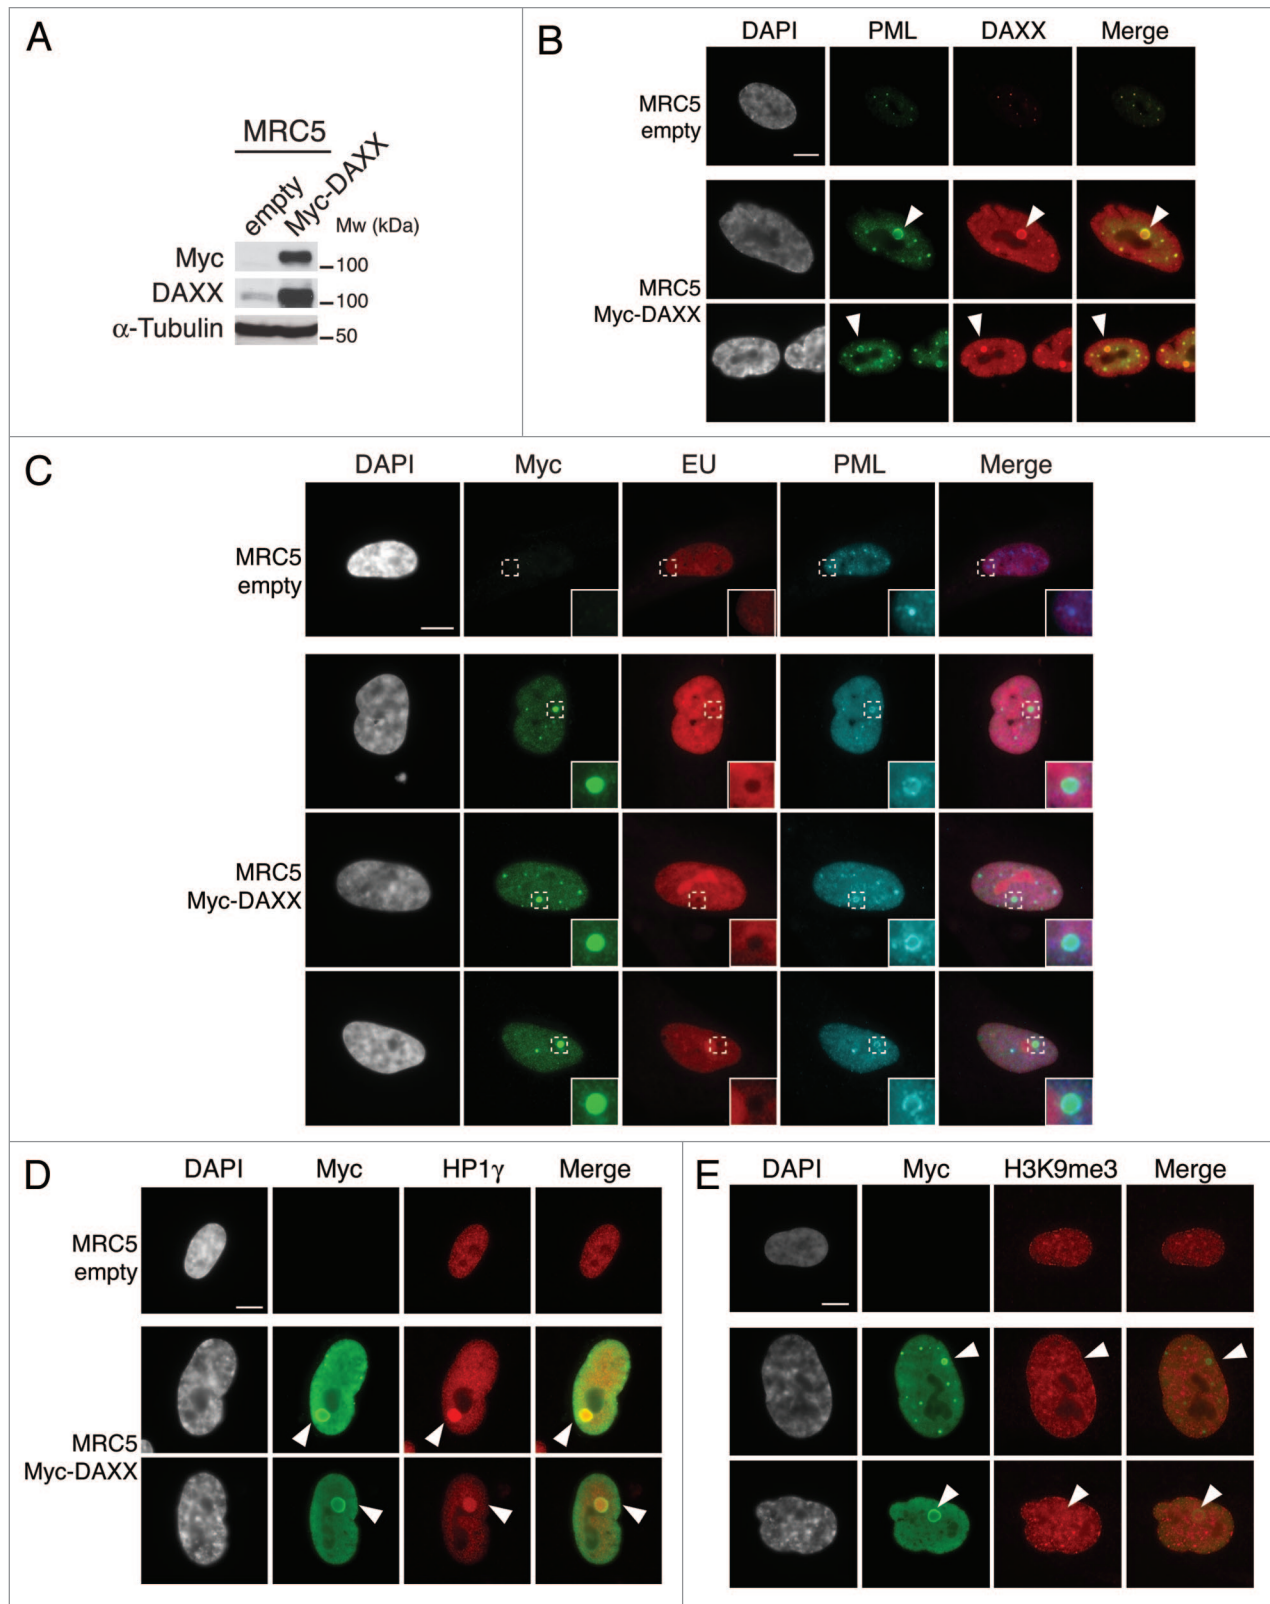 A
MRC5
empty
Myc-DAXX
Mw (kDa)
Myc
100
DAXX
100
α-Tubulin
50
B
DAPI PML DAXX Merge
MRC5
empty
MRC5
Myc-DAXX
C
DAPI Myc EU PML Merge
MRC5
empty
MRC5
Myc-DAXX
D
DAPI Myc HP1γ Merge
MRC5
empty
MRC5
Myc-DAXX
E
DAPI Myc H3K9me3 Merge